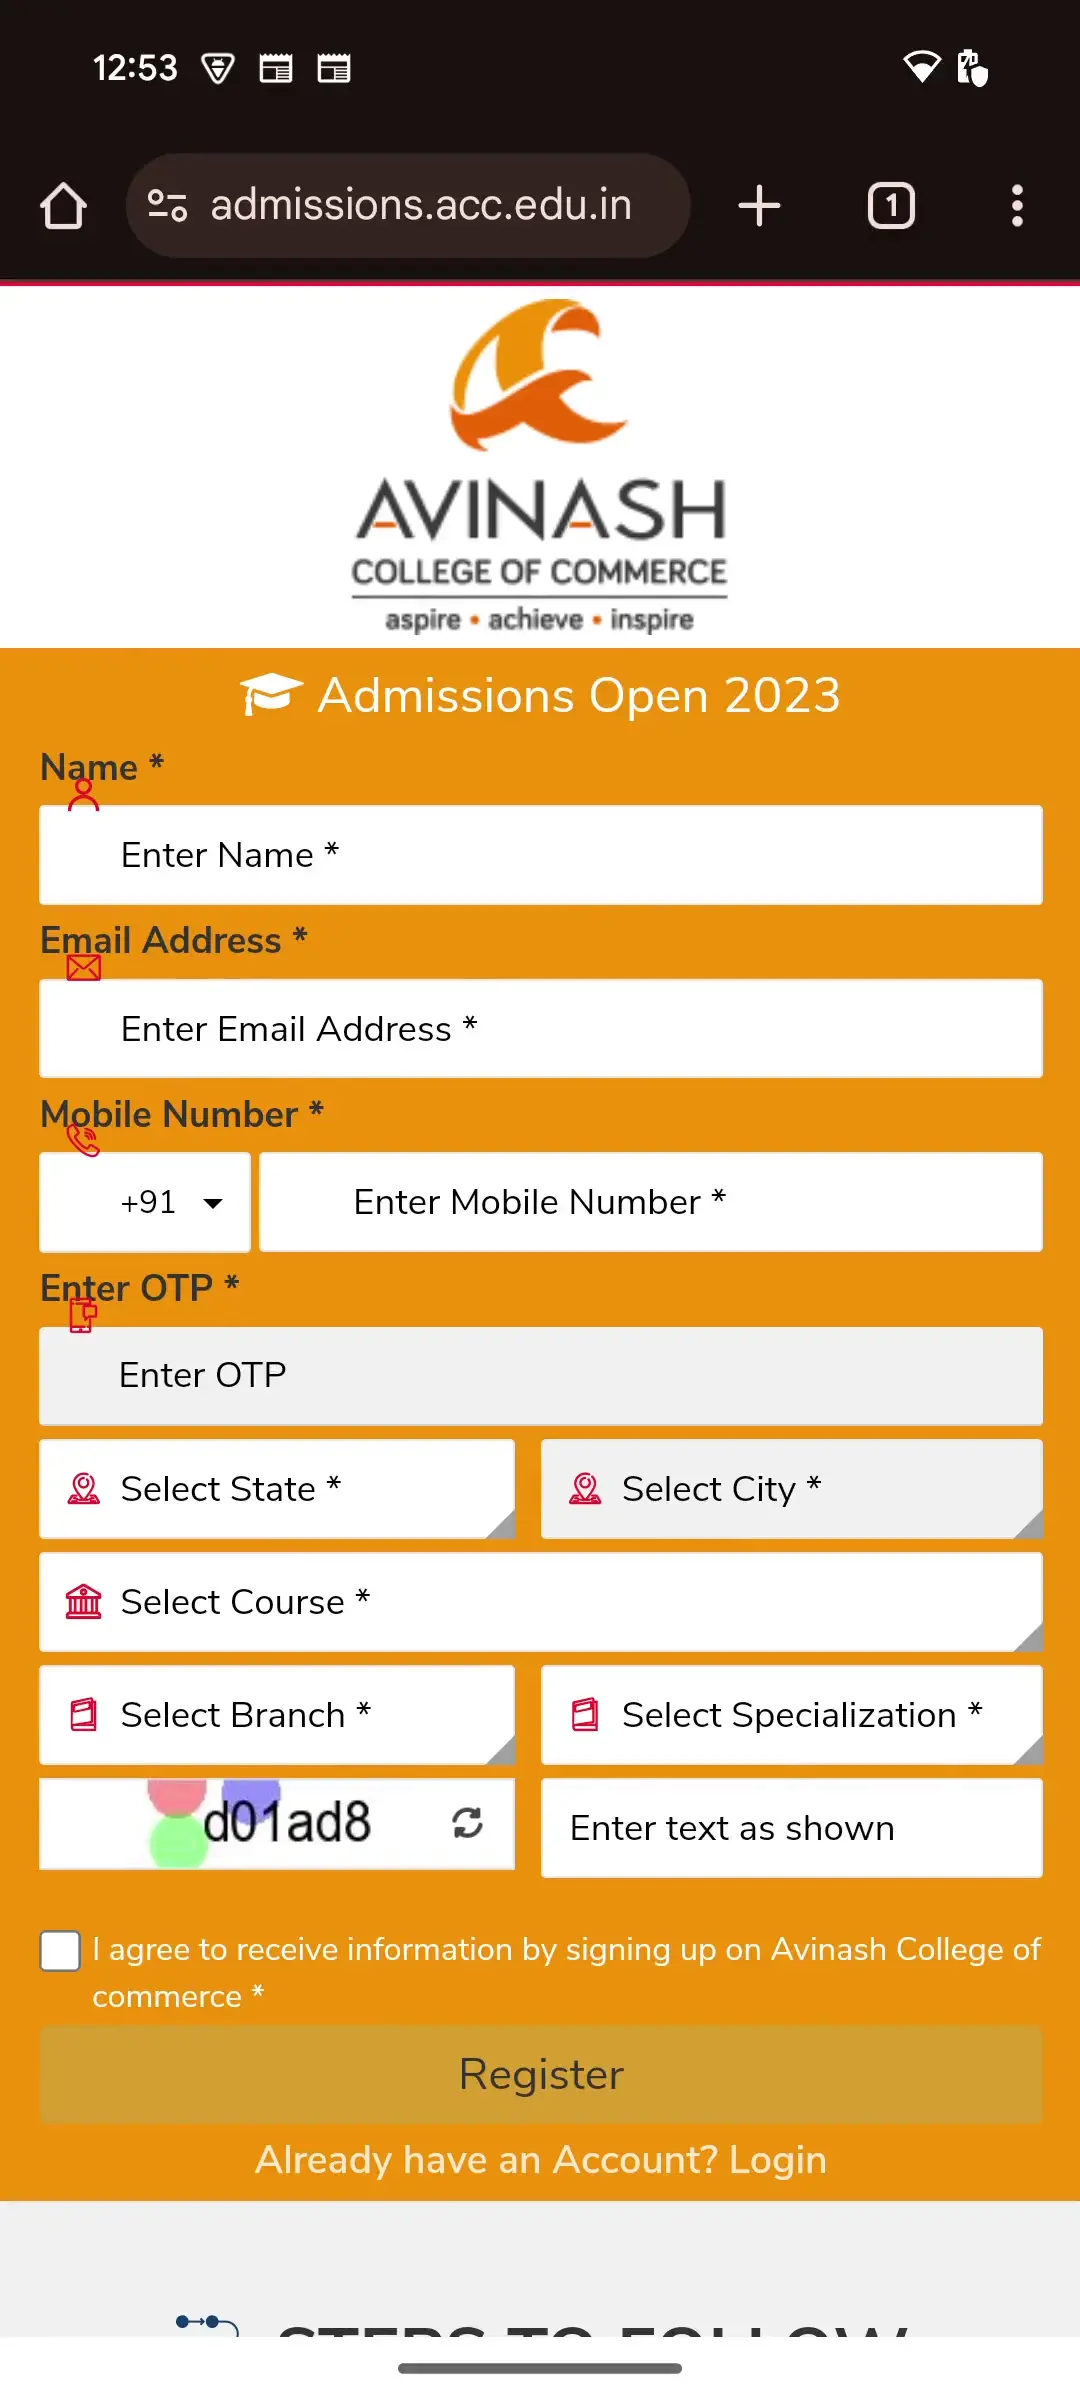 12:53
admissions.acc.edu.in
1
AVINASH
COLLEGE OF COMMERCE
aspire • achieve • inspire
Admissions Open 2023
Name *
Enter Name *
Email Address *
Enter Email Address *
Mobile Number *
+91 Enter Mobile Number *
Enter OTP *
Enter OTP
Select State * Select City *
Select Course *
Select Branch * Select Specialization *
d01ad8 Enter text as shown
I agree to receive information by signing up on Avinash College of
commerce *
Register
Already have an Account? Login
STEPS TO FOLLOW